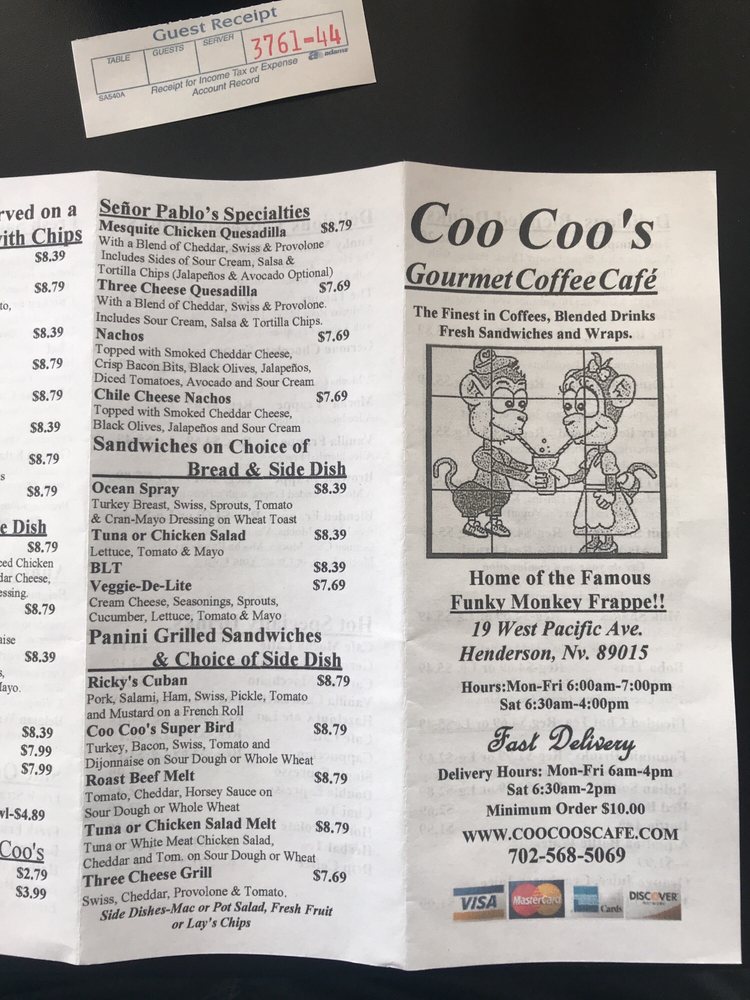 Guest Receipt
TABLE
GUESTS
SERVER
3761-44
adams
SA540A
Receipt for Income Tax or Expense
Account Record
rved on a
with Chips
$8.39
$8.79
to,
$8.39
$8.79
$8.79
$8.39
$8.79
s
$8.79
e Dish
$8.79
ced Chicken
dar Cheese,
essing.
$8.79
aise
$8.39
s,
ayo.
$8.39
$7.99
$7.99
wl-$4.89
Coo's
$2.79
$3.99
Señor Pablo's Specialties
Mesquite Chicken Quesadilla $8.79
With a Blend of Cheddar, Swiss & Provolone
Includes Sides of Sour Cream, Salsa &
Tortilla Chips (Jalapeños & Avocado Optional)
Three Cheese Quesadilla $7.69
With a Blend of Cheddar, Swiss & Provolone.
Includes Sour Cream, Salsa & Tortilla Chips.
Nachos $7.69
Topped with Smoked Cheddar Cheese,
Crisp Bacon Bits, Black Olives, Jalapeños,
Diced Tomatoes, Avocado and Sour Cream
Chile Cheese Nachos $7.69
Topped with Smoked Cheddar Cheese,
Black Olives, Jalapeños and Sour Cream
Sandwiches on Choice of
Bread & Side Dish
Ocean Spray $8.39
Turkey Breast, Swiss, Sprouts, Tomato
& Cran-Mayo Dressing on Wheat Toast
Tuna or Chicken Salad $8.39
Lettuce, Tomato & Mayo
BLT $8.39
Veggie-De-Lite $7.69
Cream Cheese, Seasonings, Sprouts,
Cucumber, Lettuce, Tomato & Mayo
Panini Grilled Sandwiches
& Choice of Side Dish
Ricky's Cuban $8.79
Pork, Salami, Ham, Swiss, Pickle, Tomato
and Mustard on a French Roll
Coo Coo's Super Bird $8.79
Turkey, Bacon, Swiss, Tomato and
Dijonnaise on Sour Dough or Whole Wheat
Roast Beef Melt $8.79
Tomato, Cheddar, Horsey Sauce on
Sour Dough or Whole Wheat
Tuna or Chicken Salad Melt $8.79
Tuna or White Meat Chicken Salad,
Cheddar and Tom. on Sour Dough or Wheat
Three Cheese Grill $7.69
Swiss, Cheddar, Provolone & Tomato.
Side Dishes-Mac or Pot Salad, Fresh Fruit
or Lay's Chips
Coo Coo's
Gourmet Coffee Café
The Finest in Coffees, Blended Drinks
Fresh Sandwiches and Wraps.
Home of the Famous
Funky Monkey Frappe!!
19 West Pacific Ave.
Henderson, Nv. 89015
Hours:Mon-Fri 6:00am-7:00pm
Sat 6:30am-4:00pm
Fast Delivery
Delivery Hours: Mon-Fri 6am-4pm
Sat 6:30am-2pm
Minimum Order $10.00
WWW.COOCOOSCAFE.COM
702-568-5069
VISA
MasterCard
Cards
DISCOVER